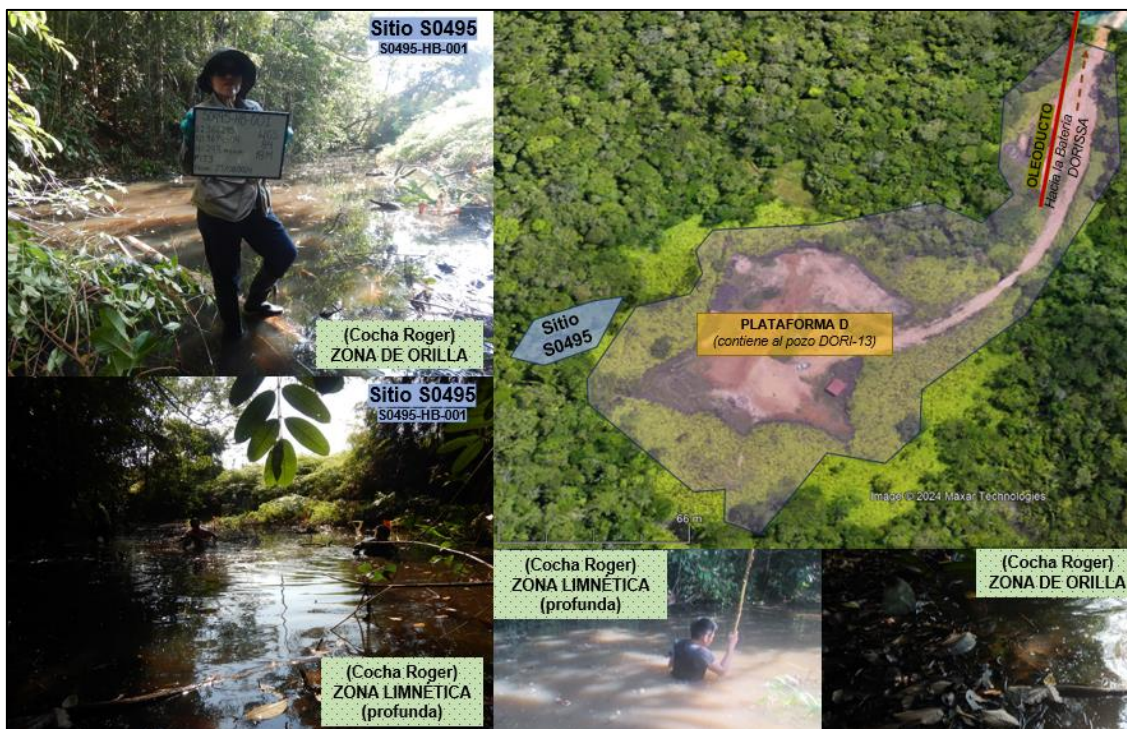 Sitio S0495
S0495-HB-001
(Cocha Roger)
ZONA DE ORILLA
OLEODUCTO
Hacia la Batería
DORISSA
Sitio
S0495
PLATAFORMA D
(contiene al pozo DORI-13)
Image © 2024 Maxar Technologies
66 m
Sitio S0495
S0495-HB-001
(Cocha Roger)
ZONA LIMNÉTICA
(profunda)
(Cocha Roger)
ZONA LIMNÉTICA
(profunda)
(Cocha Roger)
ZONA DE ORILLA